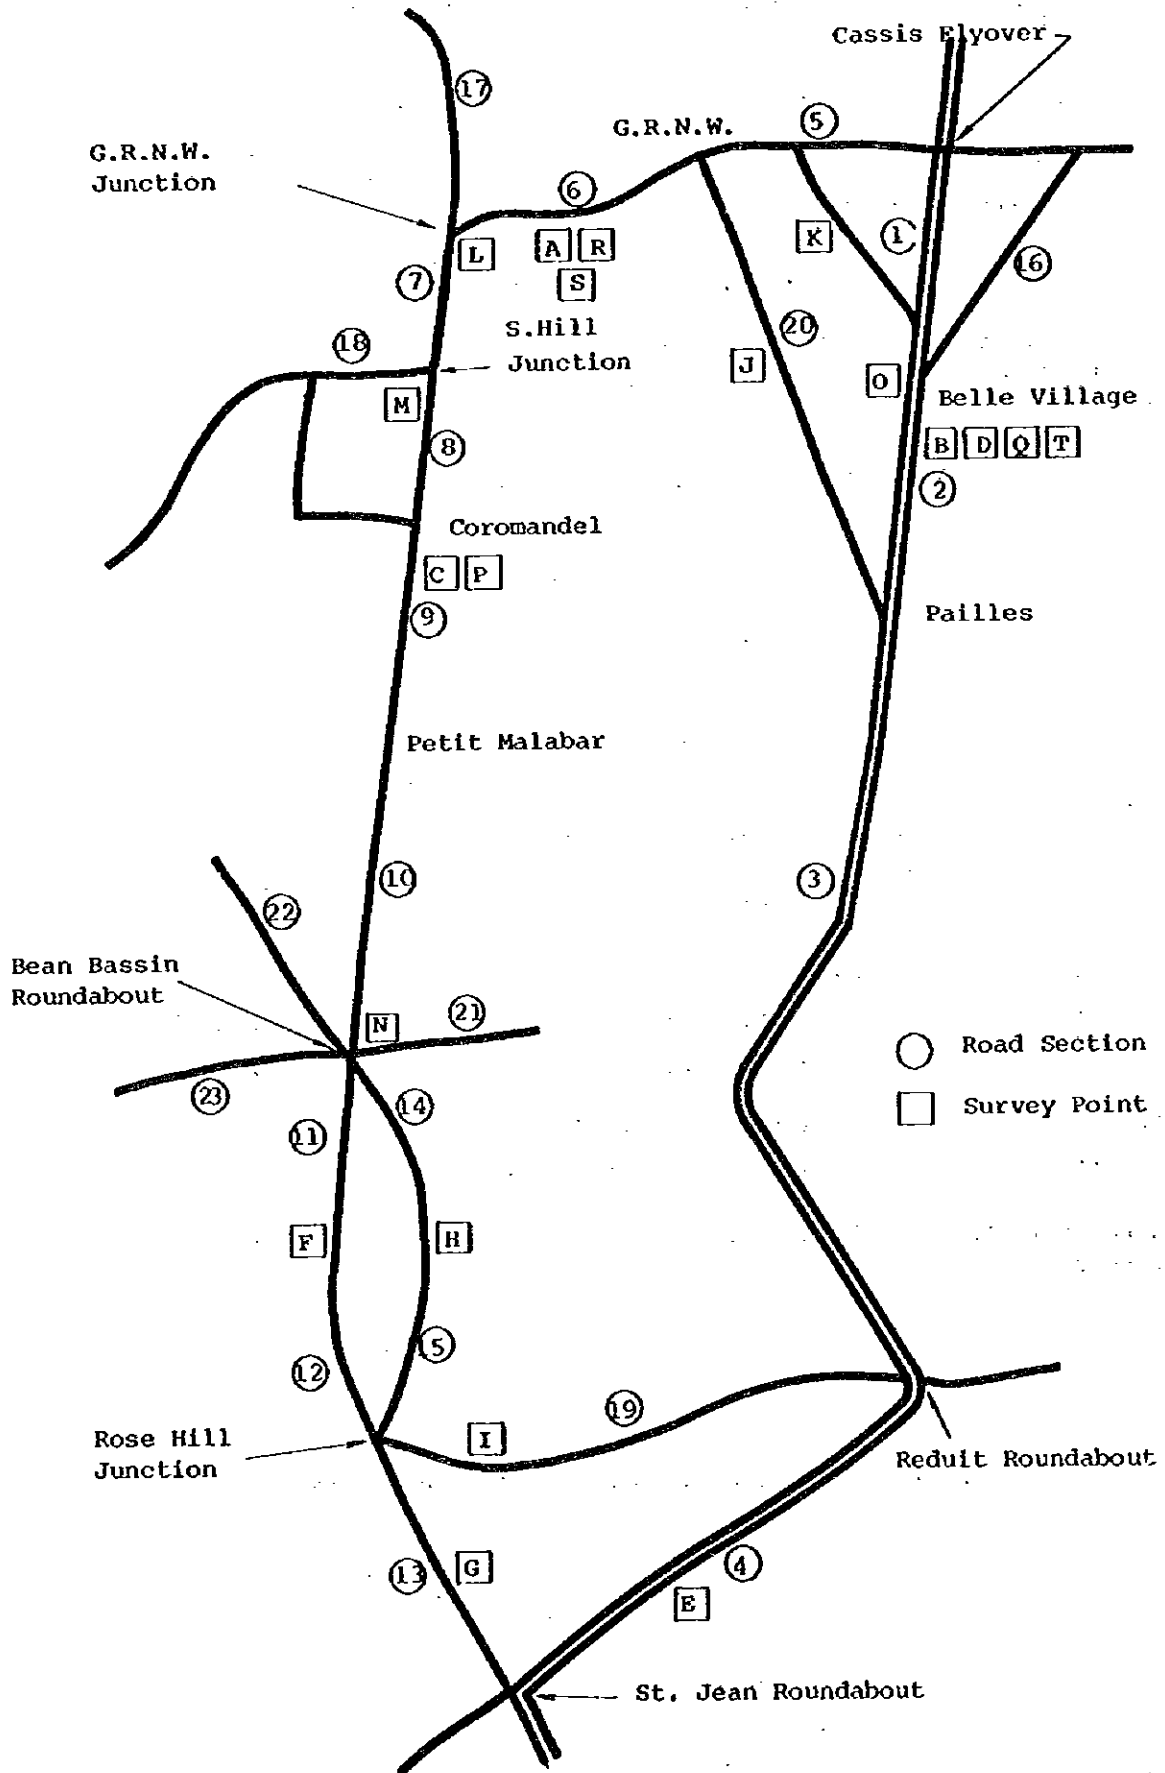 Cassis Elyover
17
G.R.N.W.
5
G.R.N.W.
Junction
6
L
A R
S
K
1
16
7
S.Hill
Junction
18
20
J
M
O
Belle Village
B D Q T
8
2
Coromandel
C P
9
Pailles
Petit Malabar
10
3
22
Bean Bassin
Roundabout
N
21
Road Section
23
14
Survey Point
11
F
H
12
15
19
Rose Hill
Junction
I
Reduit Roundabout
13
G
4
E
St. Jean Roundabout